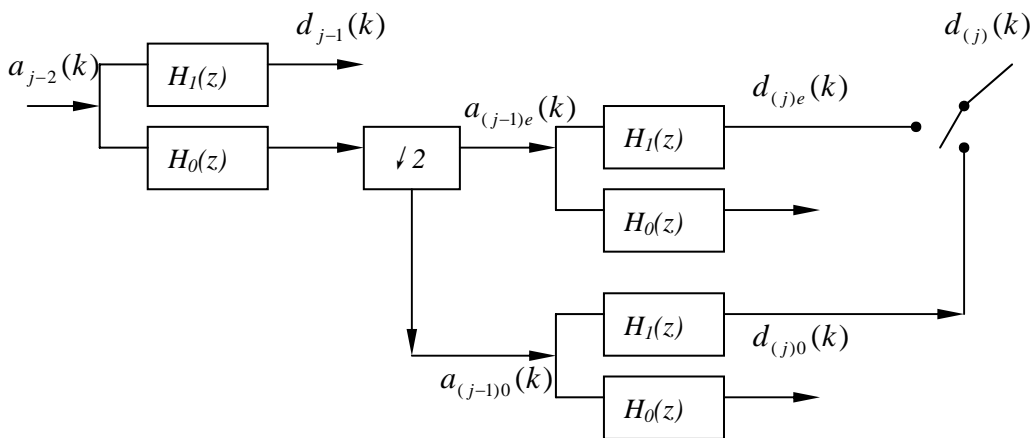 d_{j-1}(k)
d_{(j)}(k)
a_{j-2}(k)
H_1(z)
d_{(j)e}(k)
a_{(j-1)e}(k)
H_0(z)
↓ 2
H_1(z)
H_0(z)
H_1(z)
d_{(j)0}(k)
a_{(j-1)0}(k)
H_0(z)